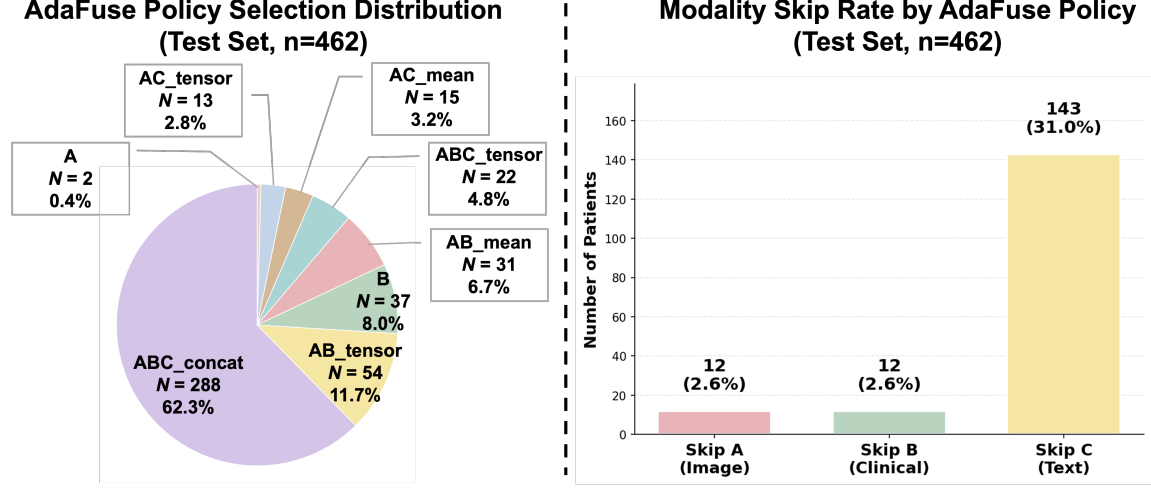 AdaFuse Policy Selection Distribution
(Test Set, n=462)
AC_tensor
N = 13
2.8%
AC_mean
N = 15
3.2%
A
N = 2
0.4%
ABC_tensor
N = 22
4.8%
AB_mean
N = 31
6.7%
B
N = 37
8.0%
AB_tensor
N = 54
11.7%
ABC_concat
N = 288
62.3%
Modality Skip Rate by AdaFuse Policy
(Test Set, n=462)
Number of Patients
160
140
120
100
80
60
40
20
0
12
(2.6%)
12
(2.6%)
143
(31.0%)
Skip A
(Image)
Skip B
(Clinical)
Skip C
(Text)